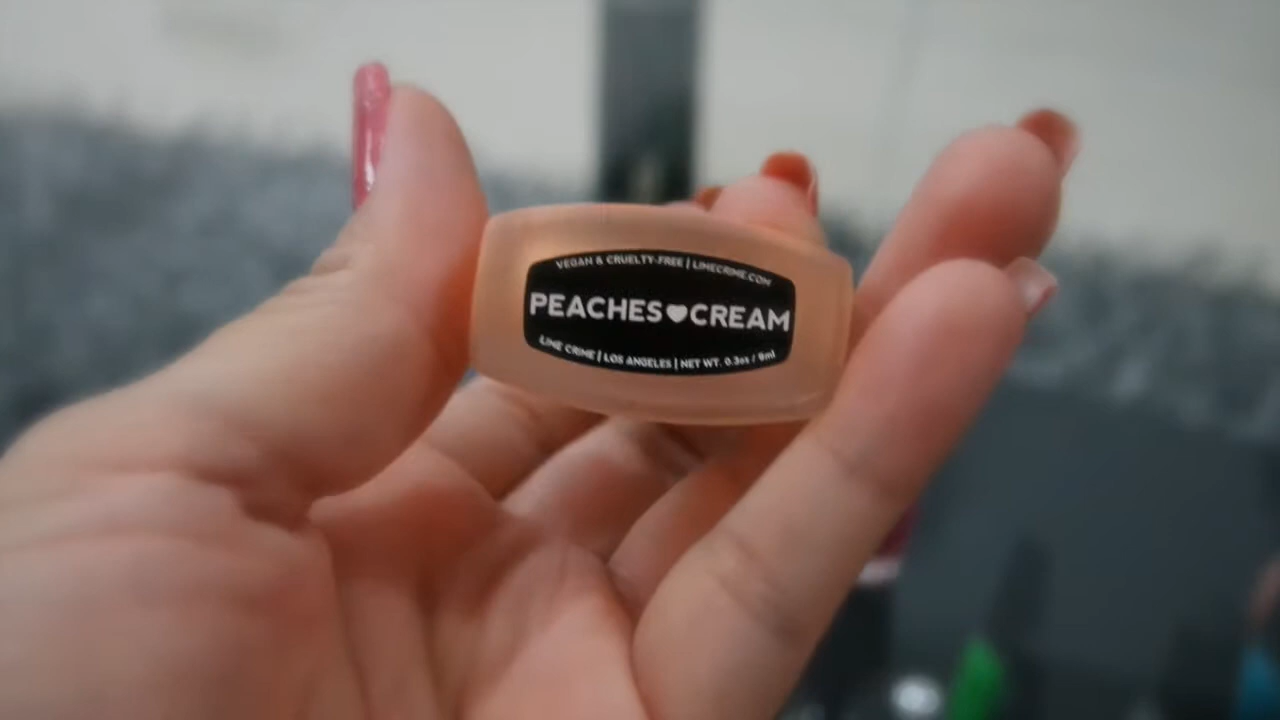 VEGAN & CRUELTY-FREE | LIMECRIME.COM
PEACHES♥CREAM
LIME CRIME | LOS ANGELES | NET WT. 0.3oz / 9ml